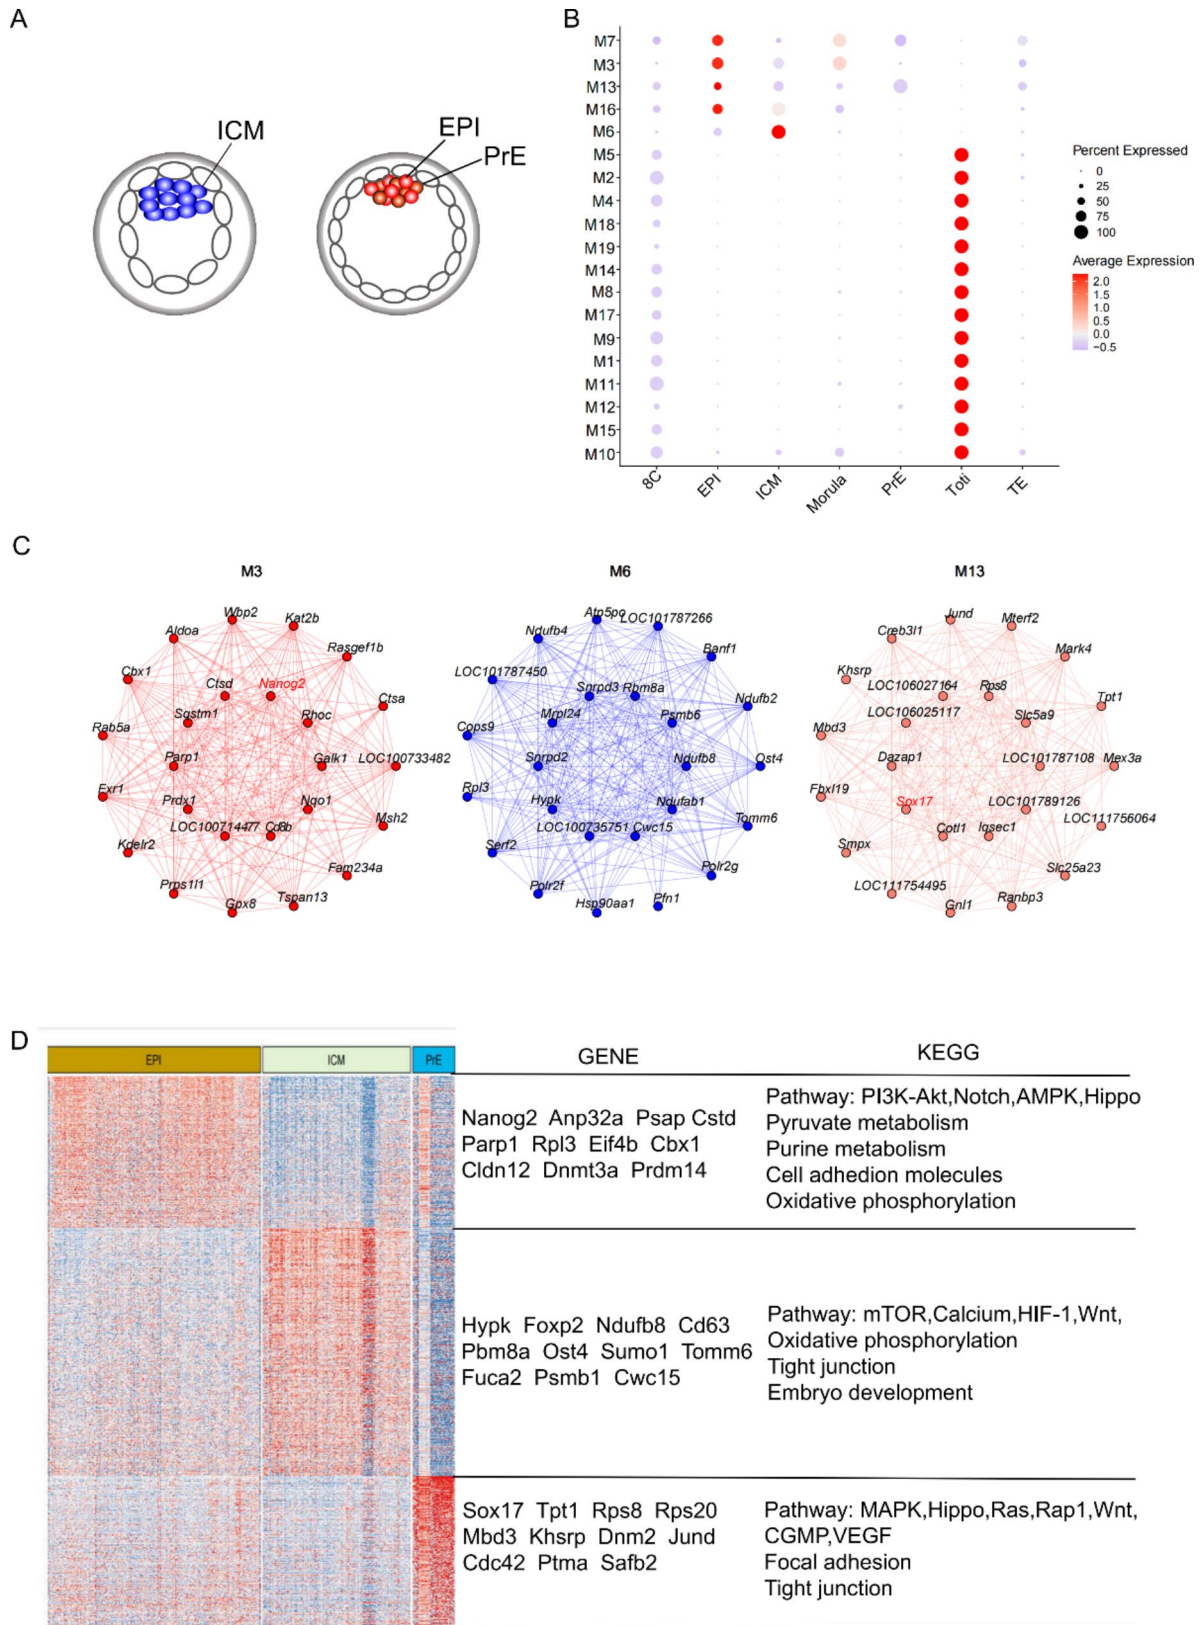 A
ICM
EPI
PrE
B
M7
M3
M13
M16
M6
M5
M2
M4
M18
M19
M14
M8
M17
M9
M1
M11
M12
M15
M10
8C
EPI
ICM
Morula
PrE
Toti
TE
Percent Expressed
0
25
50
75
100
Average Expression
2.0
1.5
1.0
0.5
0.0
−0.5
C
M3
Wbp2
Kat2b
Aldoa
Rasgef1b
Cbx1
Ctsd
Nanog2
Ctsa
Sqstm1
Rhoc
Rab5a
Parp1
Galk1
LOC100733482
Fxr1
Prdx1
Nqo1
Msh2
LOC100714477
Kdelr2
Fam234a
Prps1l1
Tspan13
Gpx8
M6
Atp5po
LOC101787266
Ndufb4
Banf1
LOC101787450
Snrpd3
Rbm8a
Ndufb2
Mrpl24
Psmb6
Cops9
Snrpd2
Ndufb8
Ost4
Rpl3
Hypk
Ndufab1
Tomm6
LOC100735751
Cwc15
Serf2
Polr2g
Polr2f
Pfn1
Hsp90aa1
M13
Jund
Mterf2
Creb3l1
Mark4
Khsrp
LOC106027164
Rps8
Tpt1
LOC106025117
Slc5a9
Mbd3
Dazap1
LOC101787108
Mex3a
Fbxl19
Sox17
LOC101789126
LOC111756064
Cotl1
Iqsec1
Smpx
Slc25a23
LOC111754495
Ranbp3
Gnl1
D
EPI
ICM
PrE
GENE
KEGG
Nanog2 Anp32a Psap Cstd
Parp1 Rpl3 Eif4b Cbx1
Cldn12 Dnmt3a Prdm14
Pathway: PI3K-Akt,Notch,AMPK,Hippo
Pyruvate metabolism
Purine metabolism
Cell adhedion molecules
Oxidative phosphorylation
Hypk Foxp2 Ndufb8 Cd63
Pbm8a Ost4 Sumo1 Tomm6
Fuca2 Psmb1 Cwc15
Pathway: mTOR,Calcium,HIF-1,Wnt,
Oxidative phosphorylation
Tight junction
Embryo development
Sox17 Tpt1 Rps8 Rps20
Mbd3 Khsrp Dnm2 Jund
Cdc42 Ptma Safb2
Pathway: MAPK,Hippo,Ras,Rap1,Wnt,
CGMP,VEGF
Focal adhesion
Tight junction